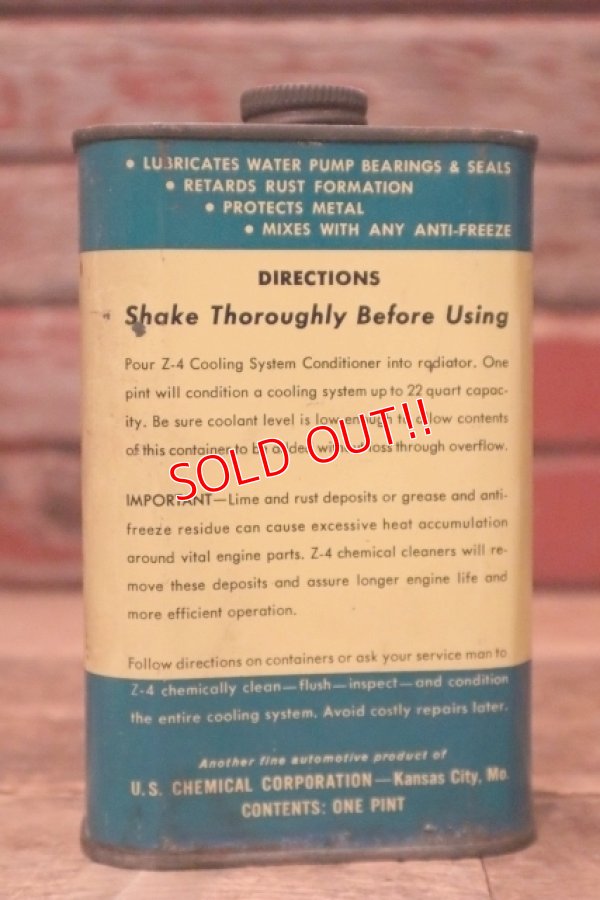 • LUBRICATES WATER PUMP BEARINGS & SEALS
• RETARDS RUST FORMATION
• PROTECTS METAL
• MIXES WITH ANY ANTI-FREEZE
DIRECTIONS
Shake Thoroughly Before Using
Pour Z-4 Cooling System Conditioner into radiator. One
pint will condition a cooling system up to 22 quart capac-
ity. Be sure coolant level is low enough to allow contents
of this container to be added without loss through overflow.
SOLD OUT!!
IMPORTANT—Lime and rust deposits or grease and anti-
freeze residue can cause excessive heat accumulation
around vital engine parts. Z-4 chemical cleaners will re-
move these deposits and assure longer engine life and
more efficient operation.
Follow directions on containers or ask your service man to
Z-4 chemically clean—flush—inspect—and condition
the entire cooling system. Avoid costly repairs later.
Another fine automotive product of
U.S. CHEMICAL CORPORATION—Kansas City, Mo.
CONTENTS: ONE PINT